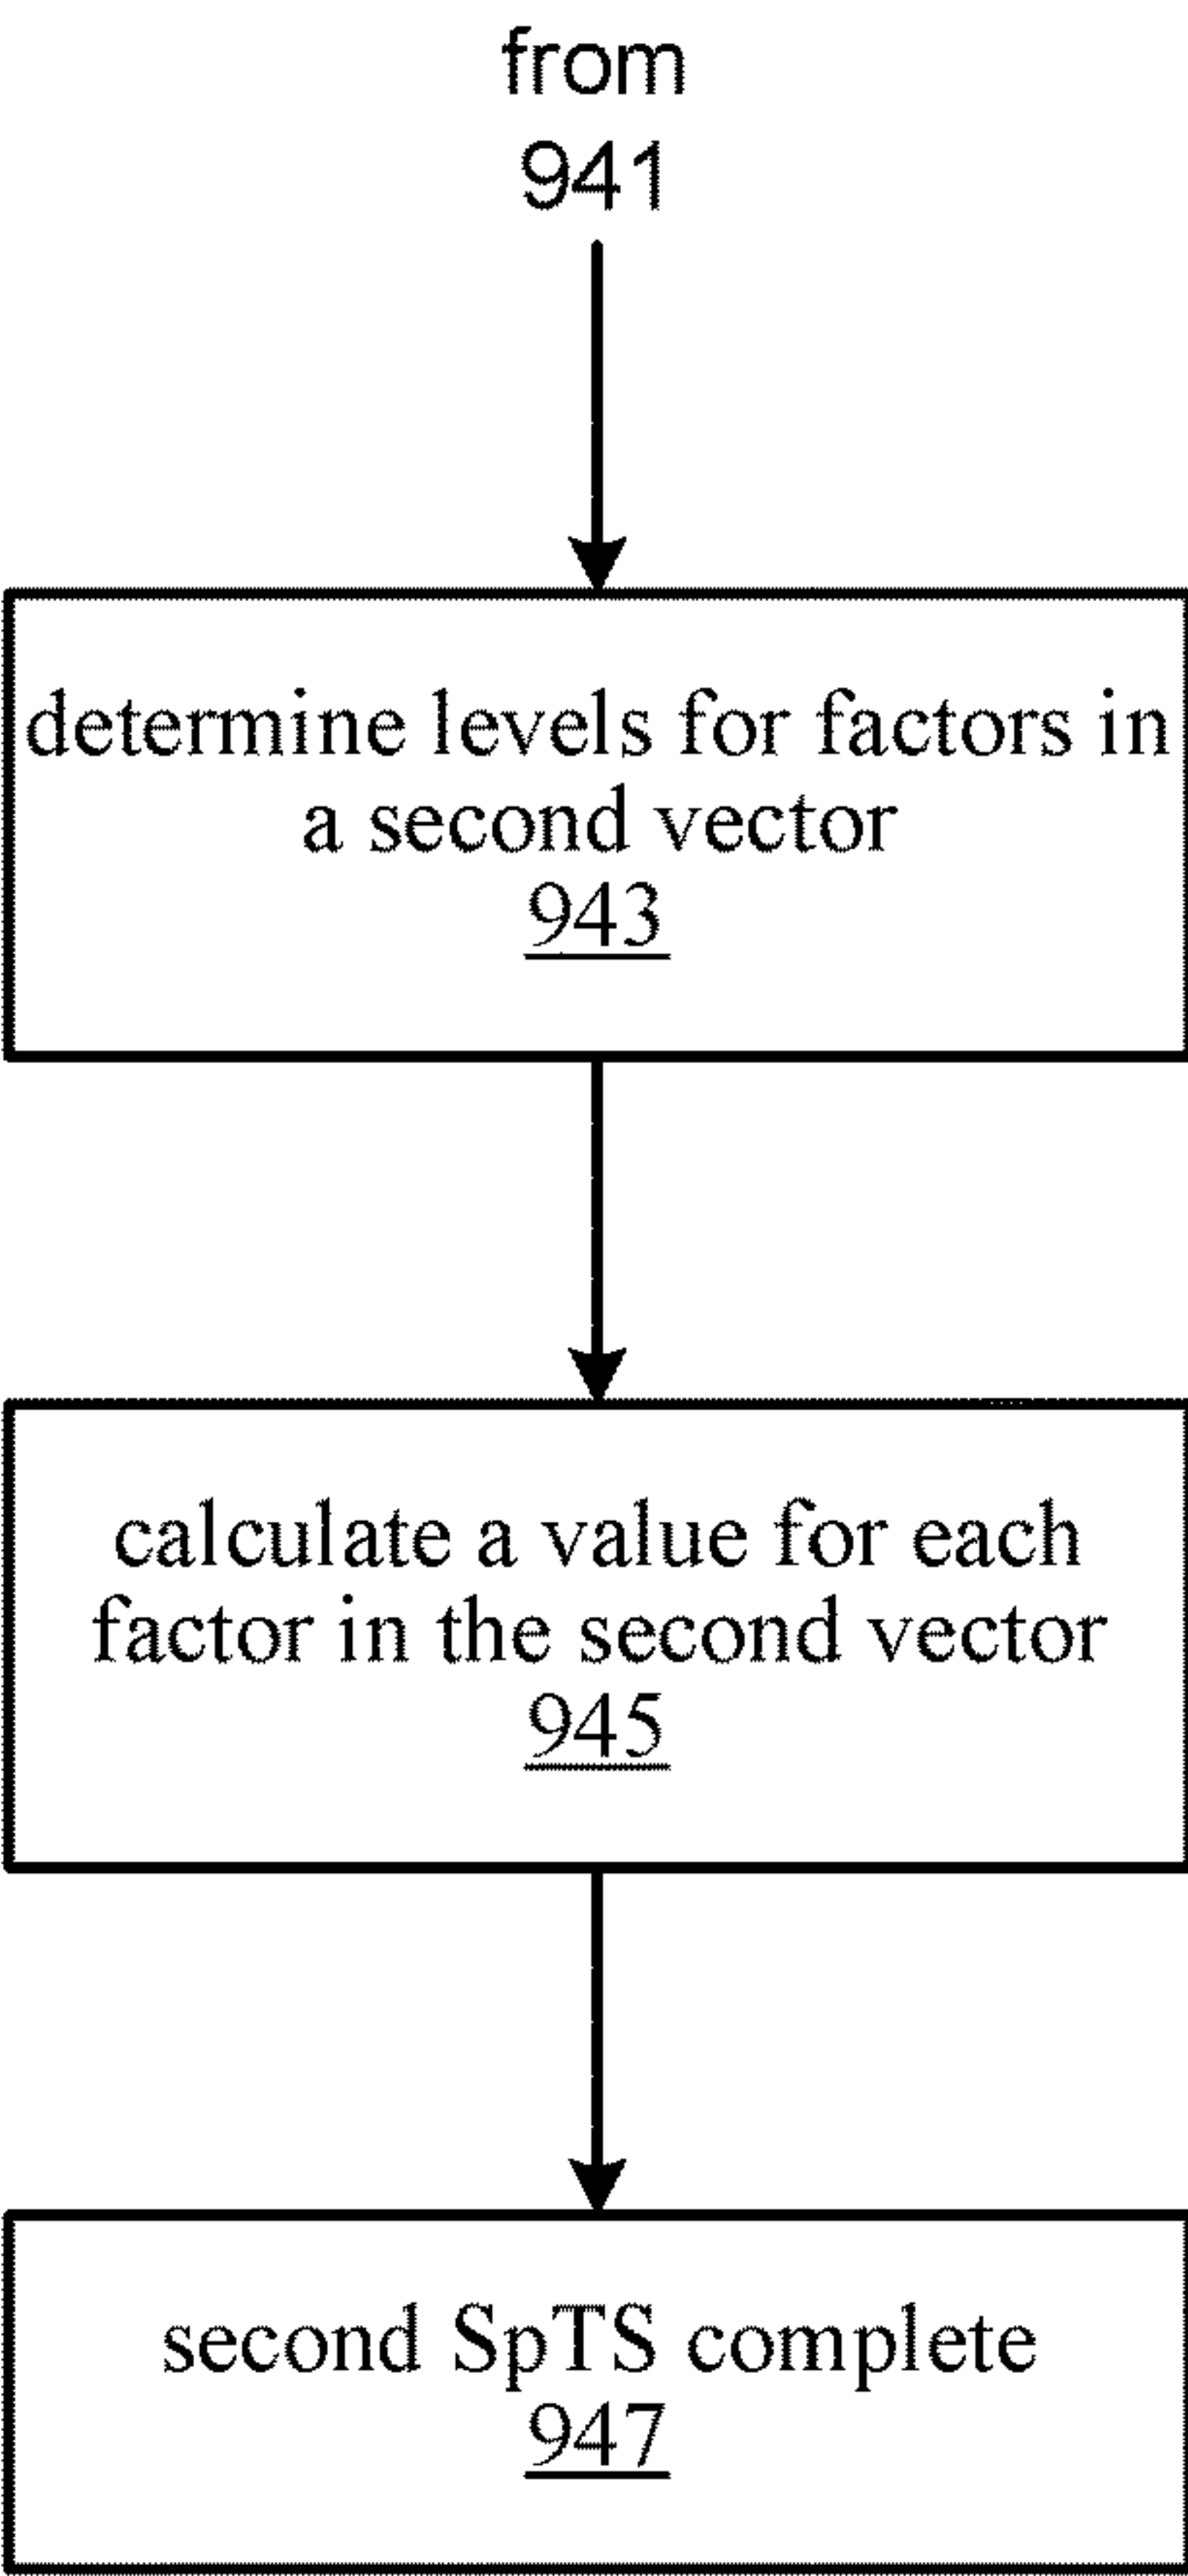 from
941
determine levels for factors in
a second vector
943
calculate a value for each
factor in the second vector
945
second SpTS complete
947